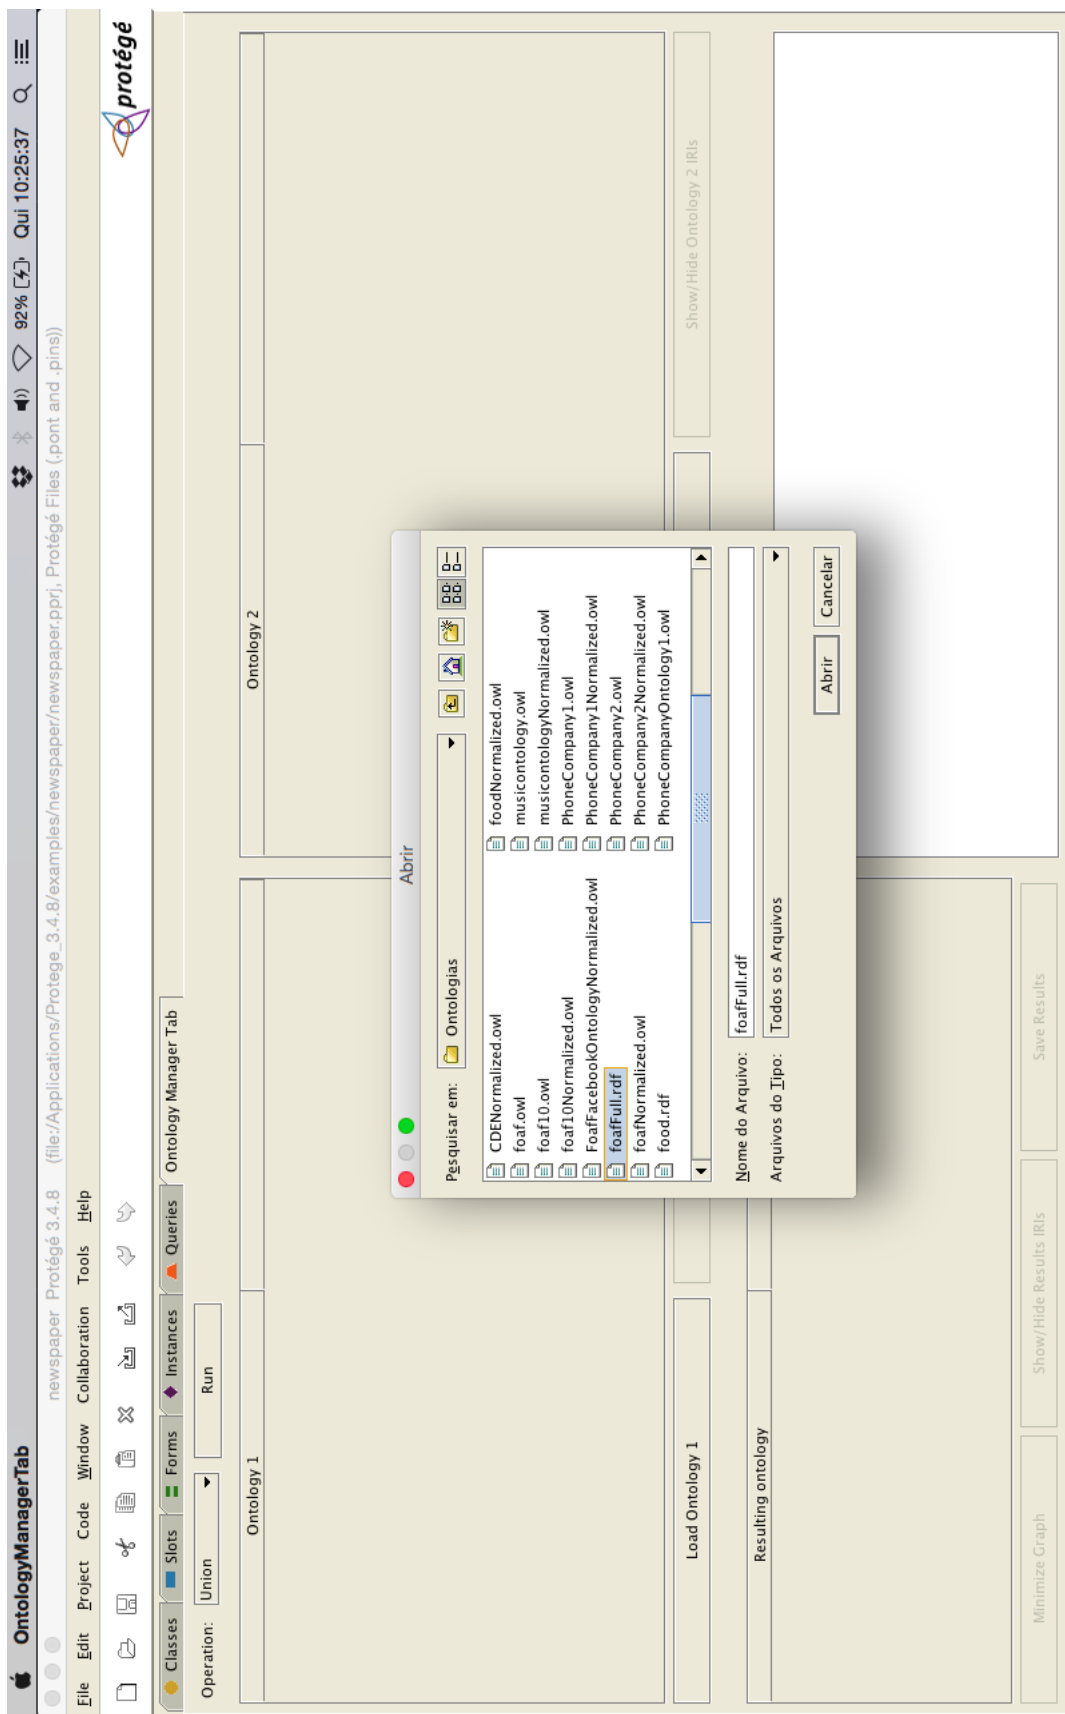 OntologyManagerTab 92% Qui 10:25:37
newspaper Protégé 3.4.8 (file:/Applications/Protege_3.4.8/examples/newspaper/newspaper.pprj, Protégé Files (.pont and .pins))
File Edit Project Code Window Collaboration Tools Help
protégé
Classes Slots Forms Instances Queries Ontology Manager Tab
Operation: Union Run
Ontology 1 Ontology 2
Abrir
Pesquisar em: Ontologias
CDENormalized.owl foodNormalized.owl
foaf.owl musicontology.owl
foaf10.owl musicontologyNormalized.owl
foaf10Normalized.owl PhoneCompany1.owl
FoafFacebookOntologyNormalized.owl PhoneCompany1Normalized.owl
foafFull.rdf PhoneCompany2.owl
foafNormalized.owl PhoneCompany2Normalized.owl
food.rdf PhoneCompanyOntology1.owl
Nome do Arquivo: foafFull.rdf
Arquivos do Tipo: Todos os Arquivos
Abrir Cancelar
Load Ontology 1 Show/Hide Ontology 2 IRIs
Resulting ontology
Minimize Graph Show/Hide Results IRIs Save Results